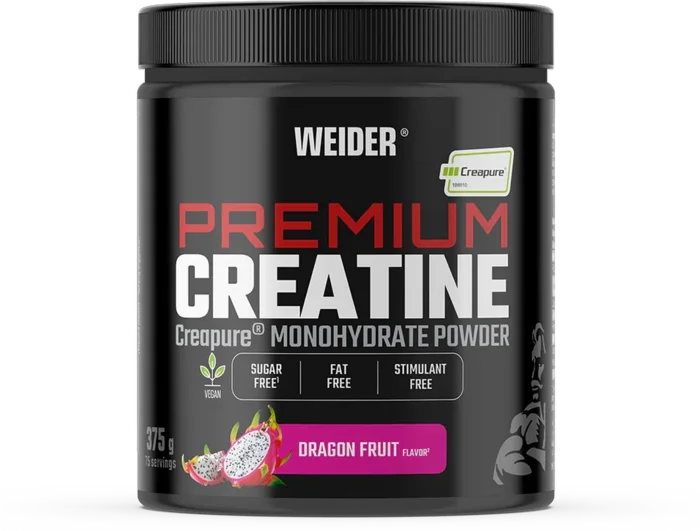 WEIDER®
Creapure®
PREMIUM
CREATINE
Creapure® MONOHYDRATE POWDER
VEGAN
SUGAR FREE¹
FAT FREE
STIMULANT FREE
375 g
75 servings
DRAGON FRUIT FLAVOR²